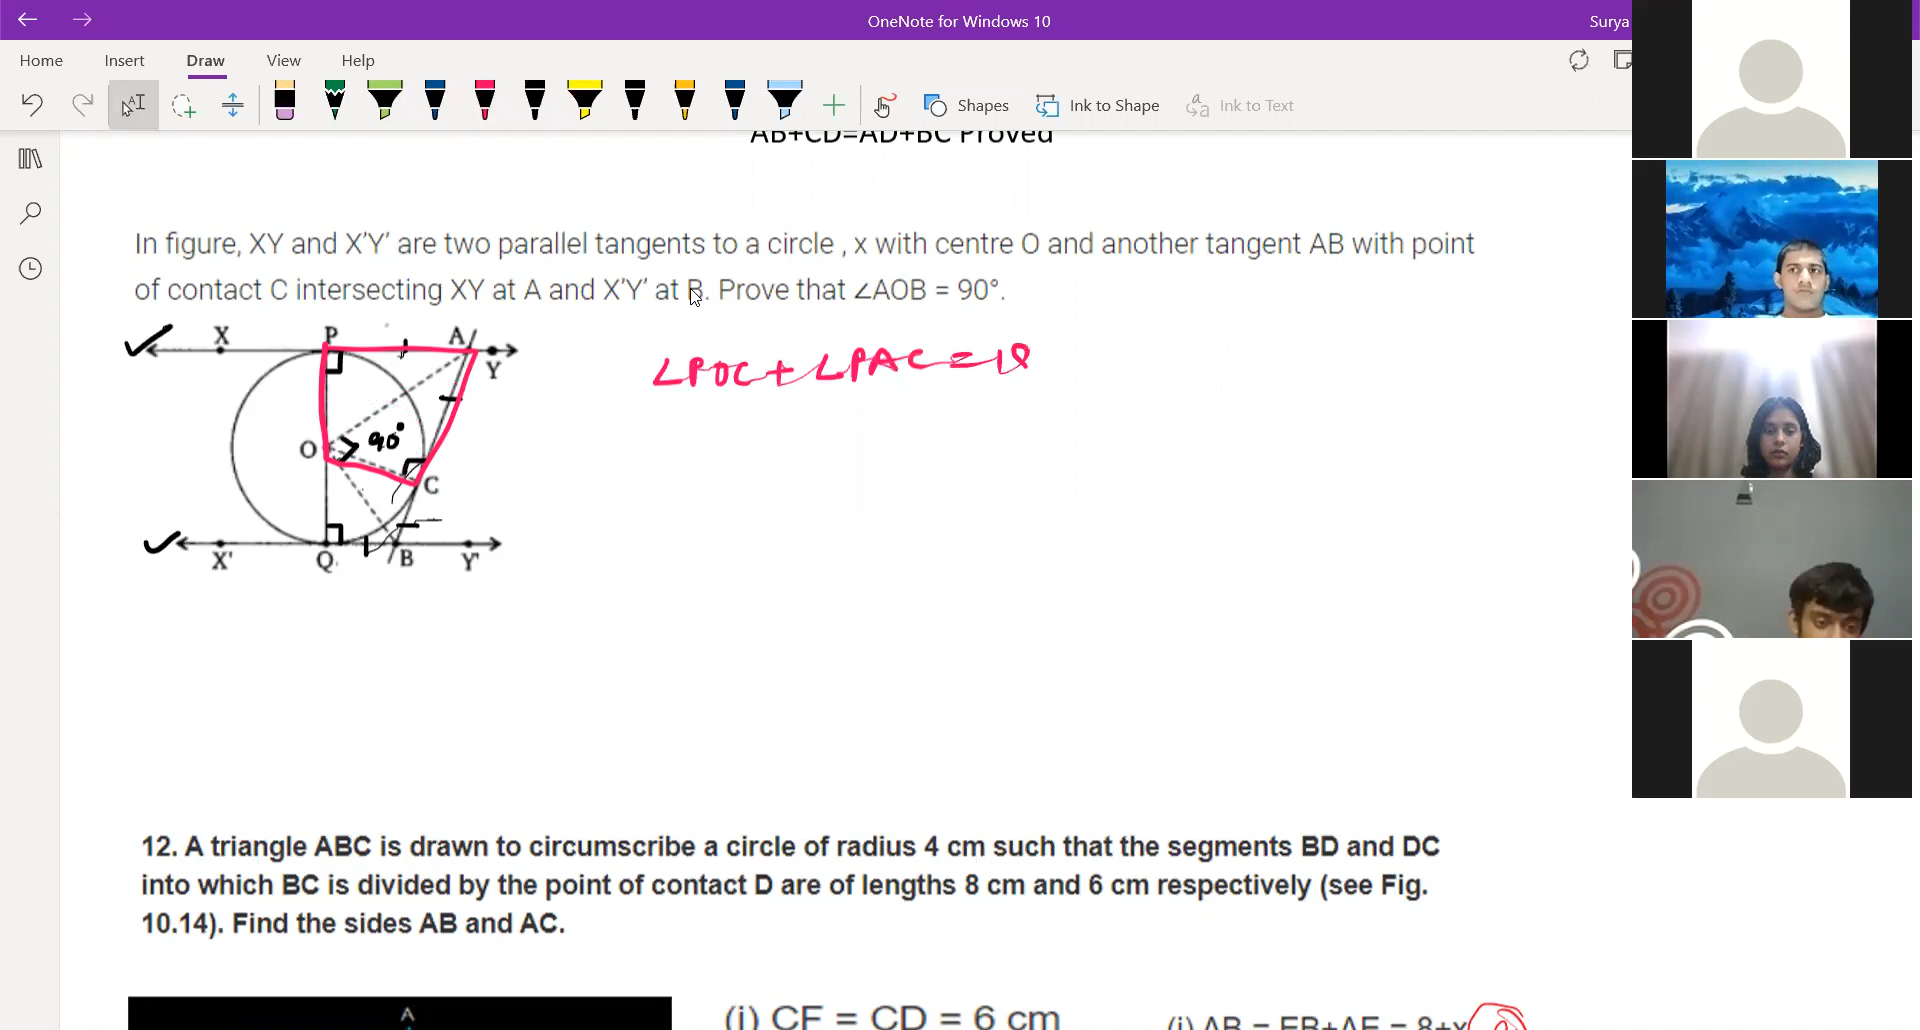 OneNote for Windows 10
Surya
Home Insert Draw View Help
Shapes Ink to Shape Ink to Text
AB+CD=AD+BC Proved
In figure, XY and X'Y' are two parallel tangents to a circle , x with centre O and another tangent AB with point
of contact C intersecting XY at A and X'Y' at B. Prove that ∠AOB = 90°.
X P A
Y
∠POC + ∠PAC = 18
90°
O
C
X' Q B Y'
12. A triangle ABC is drawn to circumscribe a circle of radius 4 cm such that the segments BD and DC
into which BC is divided by the point of contact D are of lengths 8 cm and 6 cm respectively (see Fig.
10.14). Find the sides AB and AC.
A
(i) CF = CD = 6 cm
(i) AB = EB+AE = 8+x